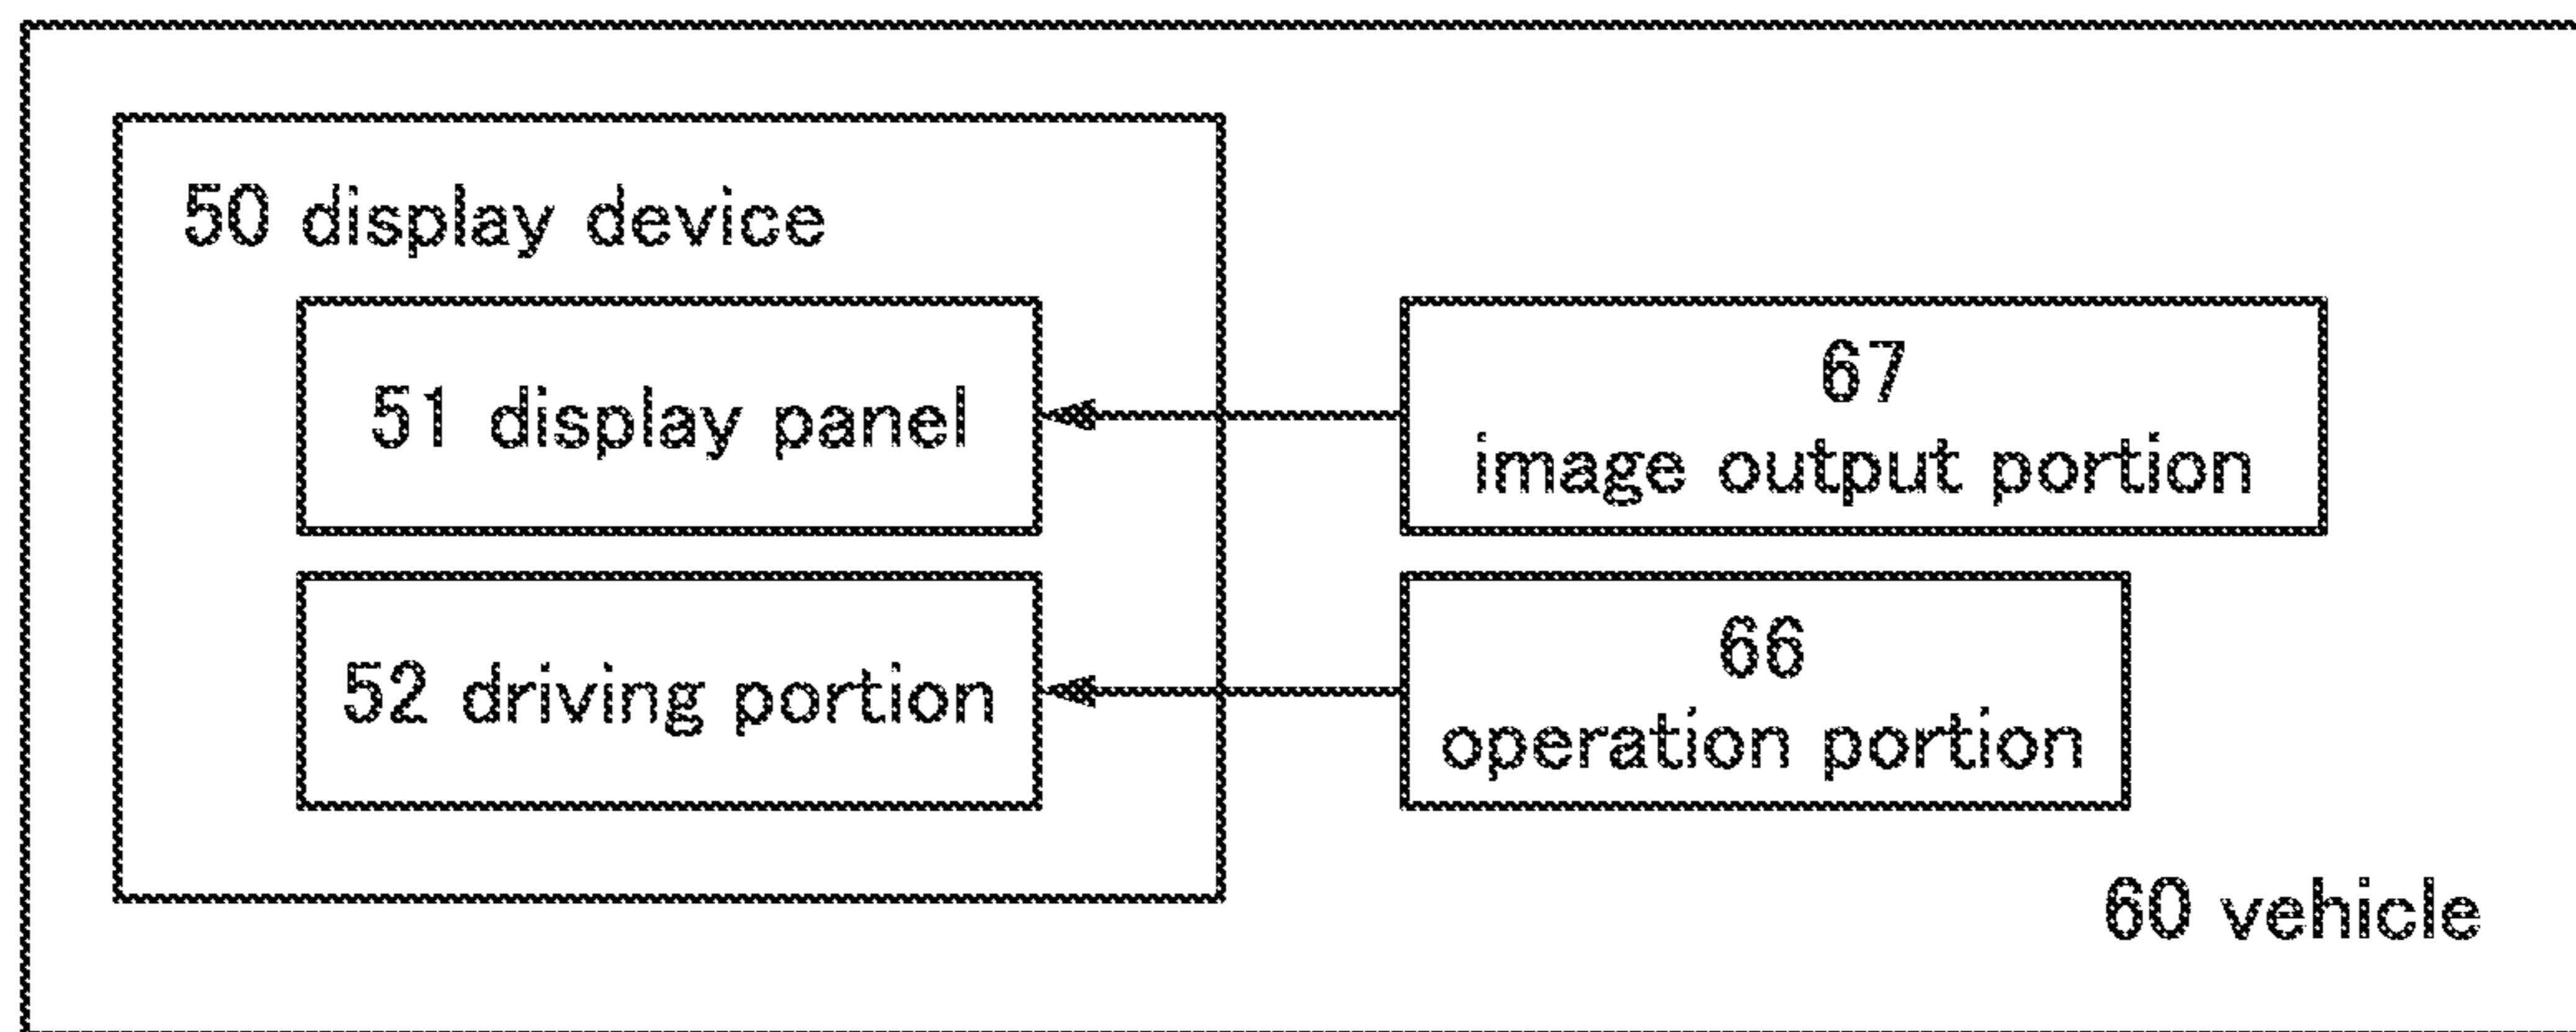 50 display device
51 display panel
67
image output portion
52 driving portion
66
operation portion
60 vehicle